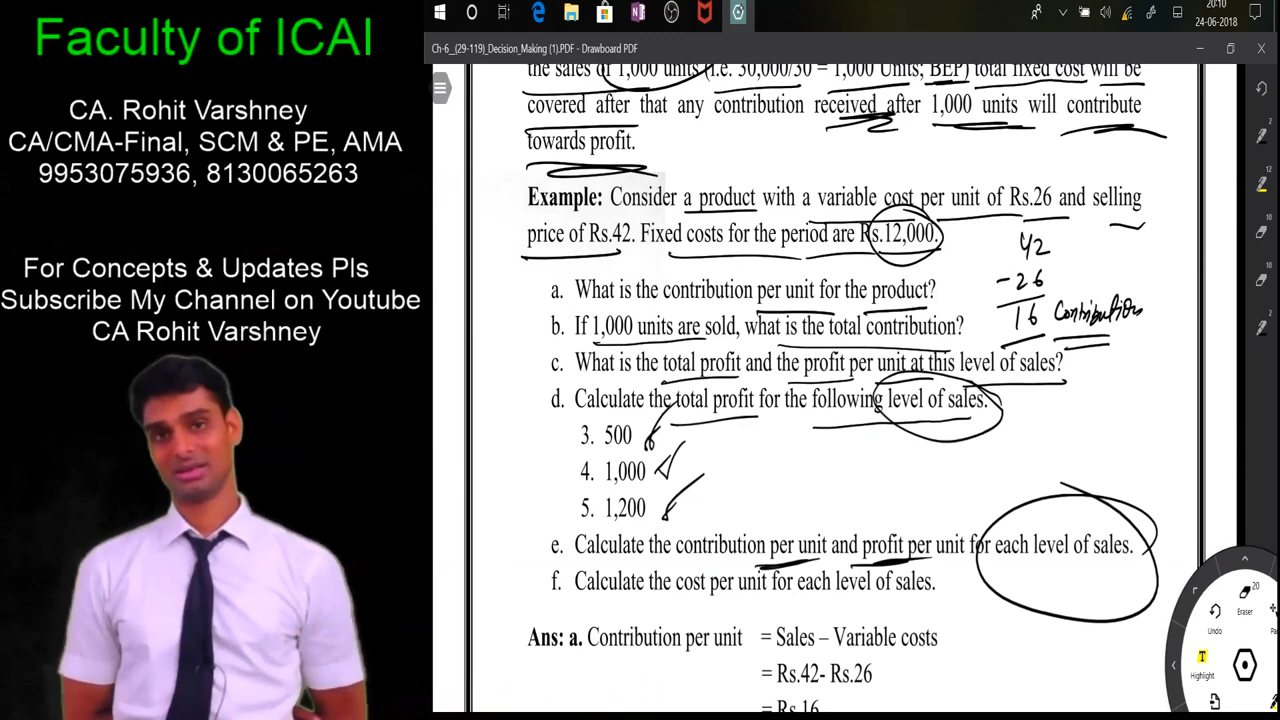 Faculty of ICAI
CA. Rohit Varshney
CA/CMA-Final, SCM & PE, AMA
9953075936, 8130065263
For Concepts & Updates Pls
Subscribe My Channel on Youtube
CA Rohit Varshney
20:10
24-06-2018
Ch-6_(29-119)_Decision_Making (1).PDF - Drawboard PDF
the sales of 1,000 units (i.e. 30,000/30 = 1,000 Units; BEP) total fixed cost will be
covered after that any contribution received after 1,000 units will contribute
towards profit.
Example: Consider a product with a variable cost per unit of Rs.26 and selling
price of Rs.42. Fixed costs for the period are Rs.12,000.
42
-26
16 Contribution
a. What is the contribution per unit for the product?
b. If 1,000 units are sold, what is the total contribution?
c. What is the total profit and the profit per unit at this level of sales?
d. Calculate the total profit for the following level of sales.
3. 500
4. 1,000
5. 1,200
e. Calculate the contribution per unit and profit per unit for each level of sales.
f. Calculate the cost per unit for each level of sales.
Ans: a. Contribution per unit = Sales – Variable costs
= Rs.42- Rs.26
= Rs.16
20
Eraser
Undo
T
Highlight